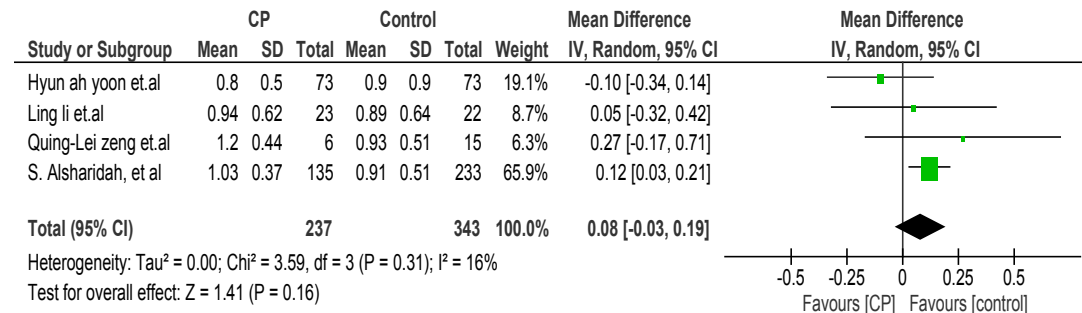 CP Control Mean Difference Mean Difference
Study or Subgroup Mean SD Total Mean SD Total Weight IV, Random, 95% CI IV, Random, 95% CI
Hyun ah yoon et.al 0.8 0.5 73 0.9 0.9 73 19.1% -0.10 [-0.34, 0.14]
Ling li et.al 0.94 0.62 23 0.89 0.64 22 8.7% 0.05 [-0.32, 0.42]
Quing-Lei zeng et.al 1.2 0.44 6 0.93 0.51 15 6.3% 0.27 [-0.17, 0.71]
S. Alsharidah, et al 1.03 0.37 135 0.91 0.51 233 65.9% 0.12 [0.03, 0.21]
Total (95% CI) 237 343 100.0% 0.08 [-0.03, 0.19]
Heterogeneity: Tau² = 0.00; Chi² = 3.59, df = 3 (P = 0.31); I² = 16%
Test for overall effect: Z = 1.41 (P = 0.16)
-0.5 -0.25 0 0.25 0.5
Favours [CP] Favours [control]